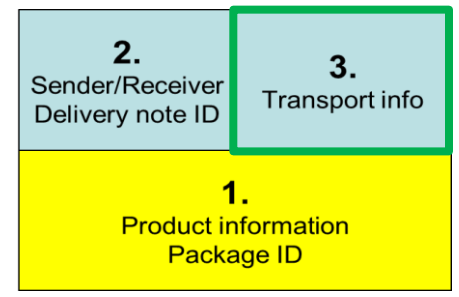 2.
Sender/Receiver
Delivery note ID
3.
Transport info
1.
Product information
Package ID